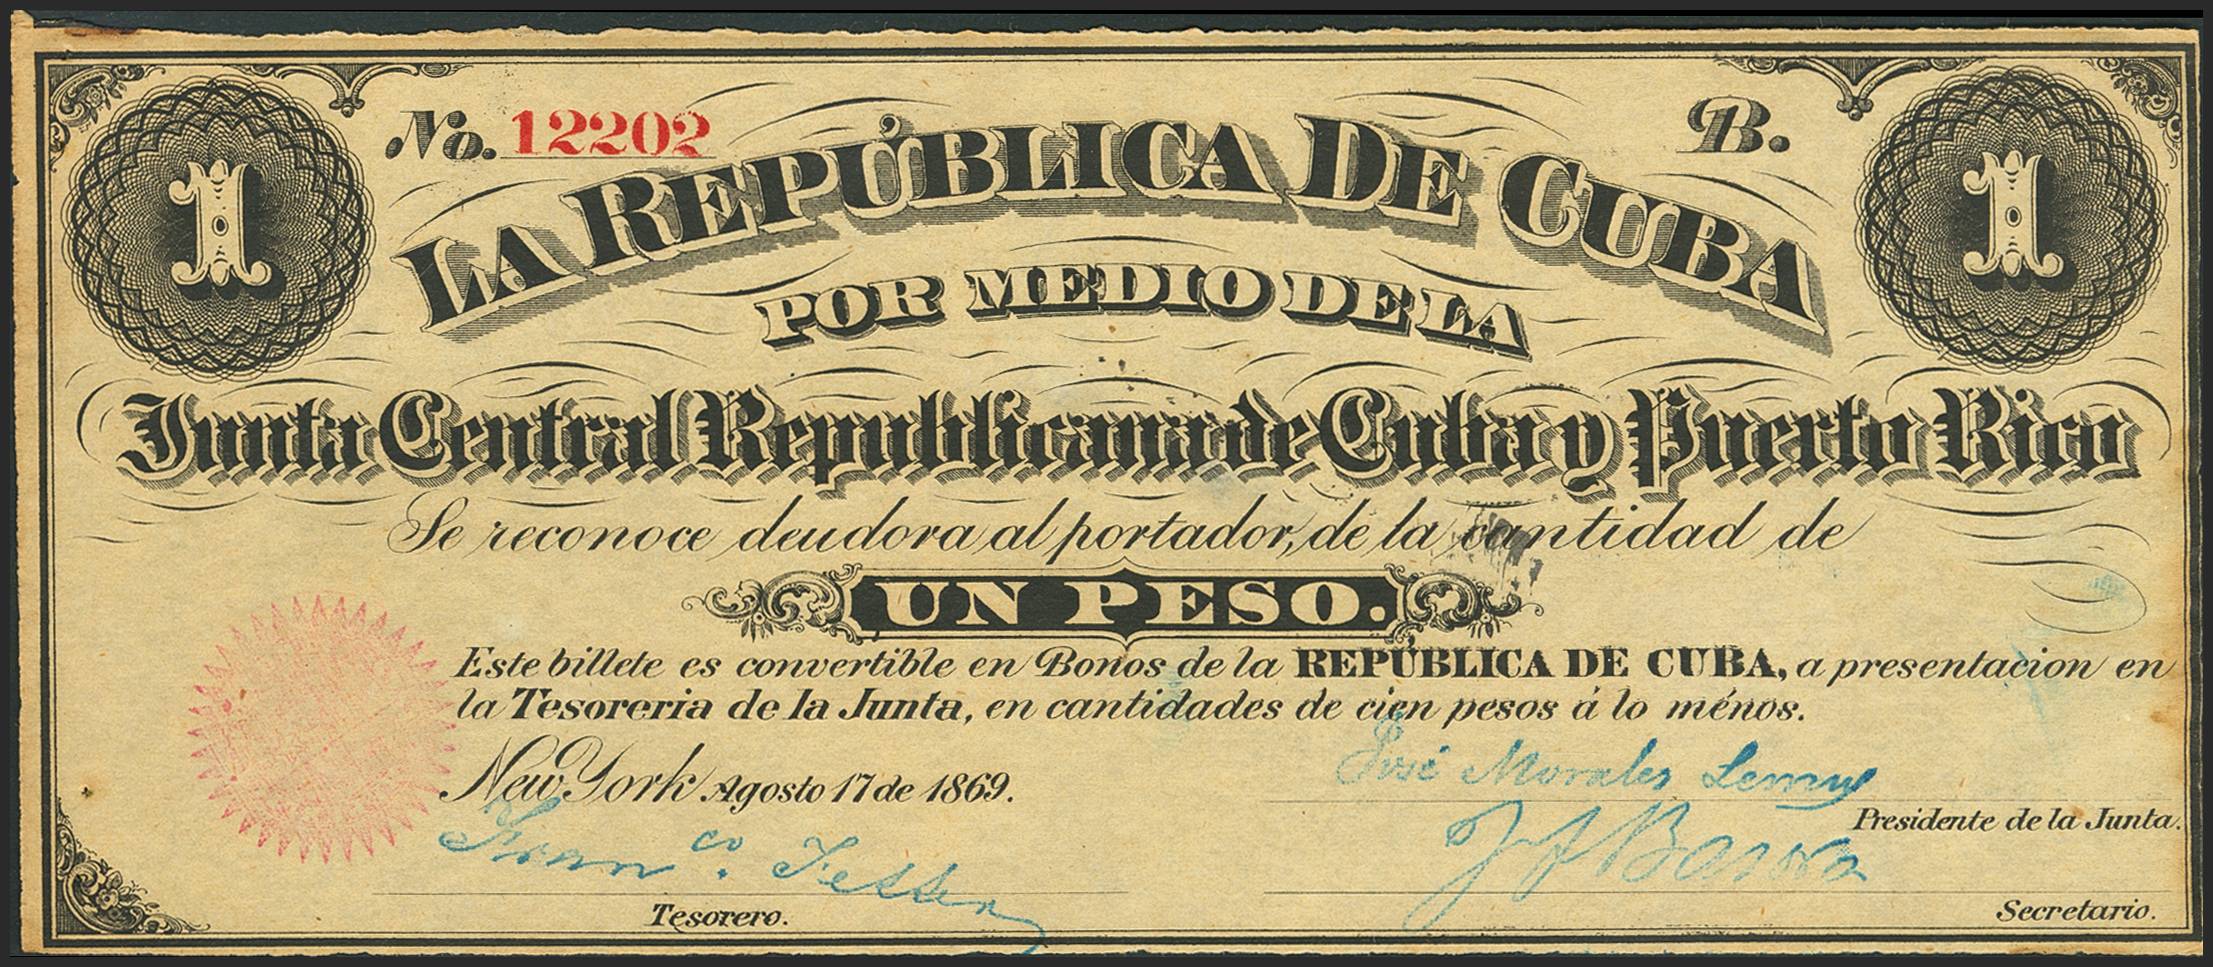 No. 12202
B.
1
1
LA REPÚBLICA DE CUBA
POR MEDIO DE LA
Junta Central Republicana de Cuba y Puerto Rico
Se reconoce deudora al portador, de la cantidad de
UN PESO.
Este billete es convertible en Bonos de la REPÚBLICA DE CUBA, a presentacion en
la Tesoreria de la Junta, en cantidades de cien pesos á lo ménos.
New York Agosto 17 de 1869.
José Morales Lemus
Presidente de la Junta.
Franco.
Tesorero.
Secretario.